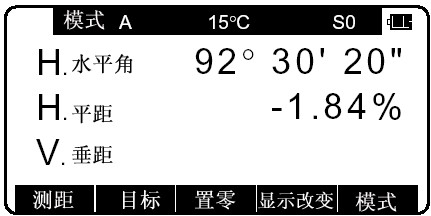 模式 A 15°C S0
H. 水平角 92° 30' 20"
H. 平距 -1.84%
V. 垂距
测距 目标 置零 显示改变 模式